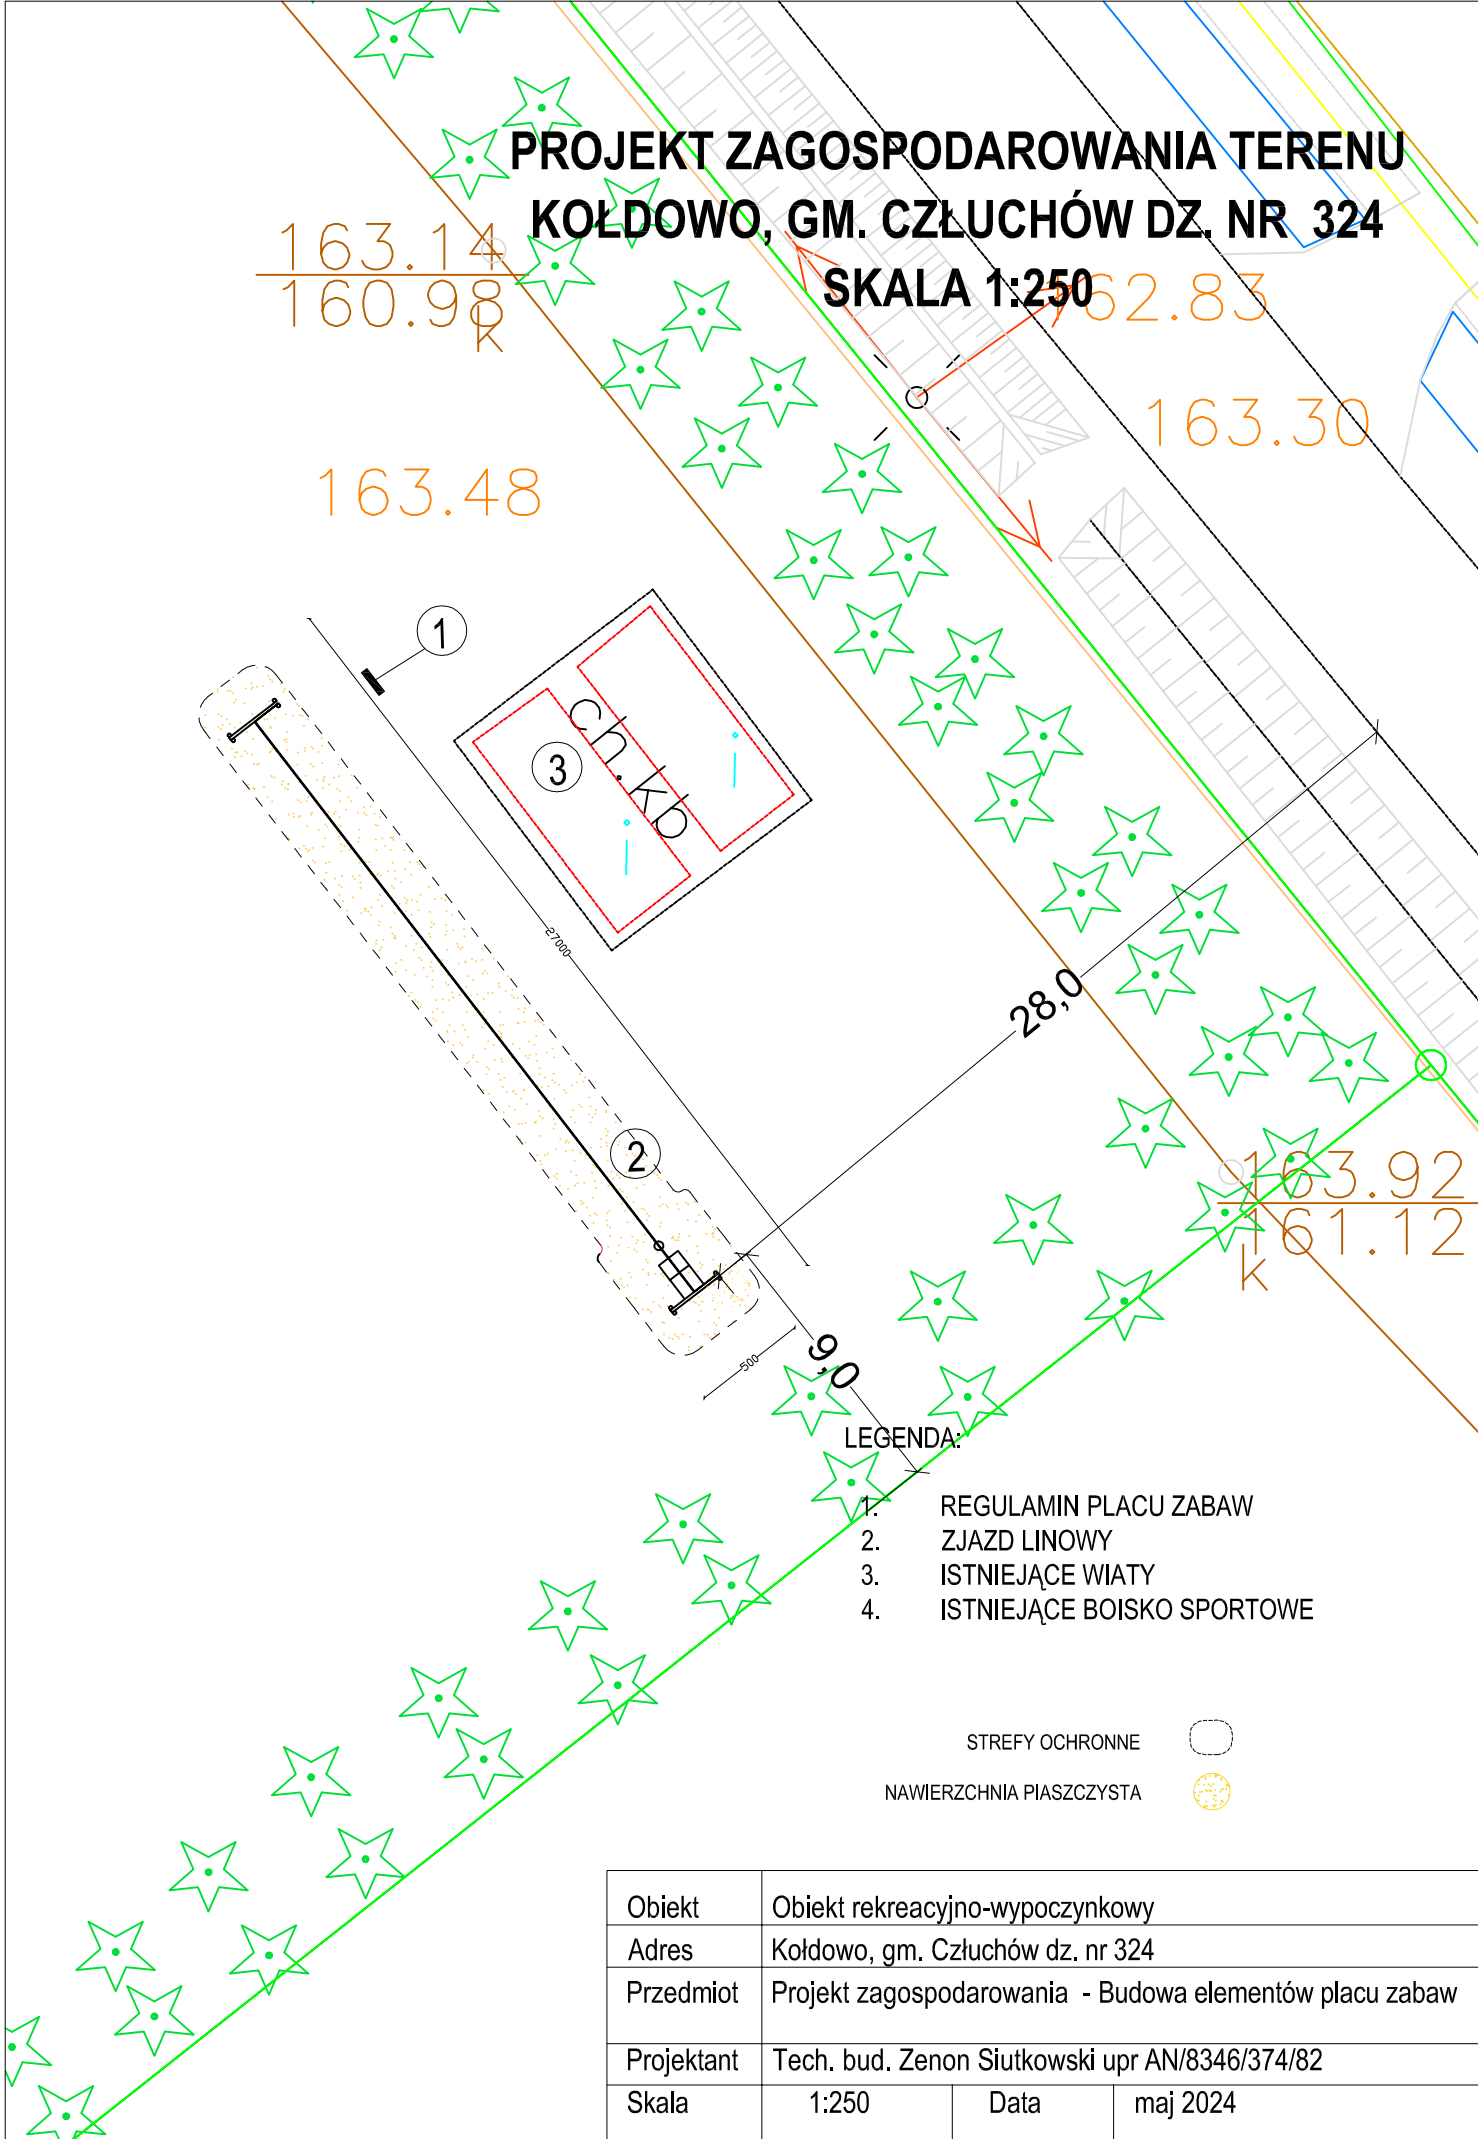 PROJEKT ZAGOSPODAROWANIA TERENU
KOŁDOWO, GM. CZŁUCHÓW DZ. NR 324
SKALA 1:250
163.14
160.98
k
162.83
163.30
163.48
1
3
ch.kb
27000
28,0
2
163.92
161.12
k
500
9,0
LEGENDA:
1. REGULAMIN PLACU ZABAW
2. ZJAZD LINOWY
3. ISTNIEJĄCE WIATY
4. ISTNIEJĄCE BOISKO SPORTOWE
STREFY OCHRONNE
NAWIERZCHNIA PIASZCZYSTA
Obiekt Obiekt rekreacyjno-wypoczynkowy
Adres Kołdowo, gm. Człuchów dz. nr 324
Przedmiot Projekt zagospodarowania - Budowa elementów placu zabaw
Projektant Tech. bud. Zenon Siutkowski upr AN/8346/374/82
Skala 1:250 Data maj 2024